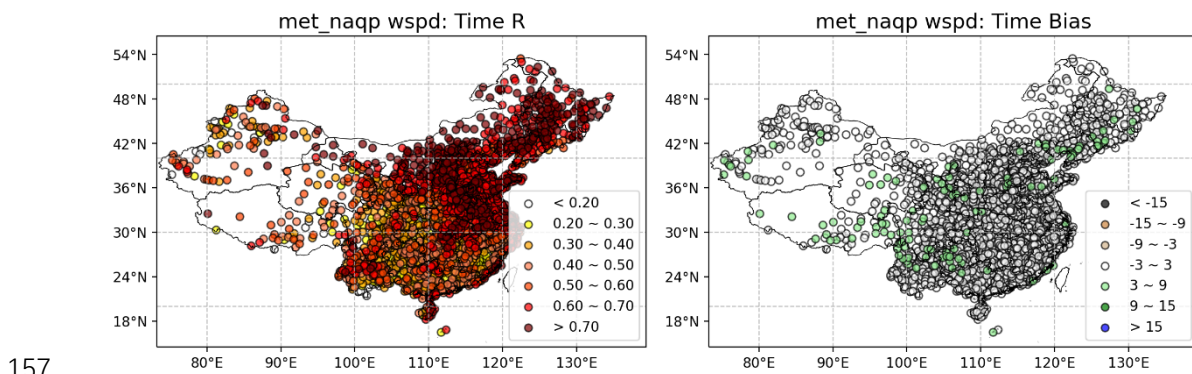 met_naqp wspd: Time R
met_naqp wspd: Time Bias
54°N
48°N
42°N
36°N
30°N
24°N
18°N
< 0.20
0.20 ~ 0.30
0.30 ~ 0.40
0.40 ~ 0.50
0.50 ~ 0.60
0.60 ~ 0.70
> 0.70
80°E 90°E 100°E 110°E 120°E 130°E
54°N
48°N
42°N
36°N
30°N
24°N
18°N
< -15
-15 ~ -9
-9 ~ -3
-3 ~ 3
3 ~ 9
9 ~ 15
> 15
80°E 90°E 100°E 110°E 120°E 130°E
157